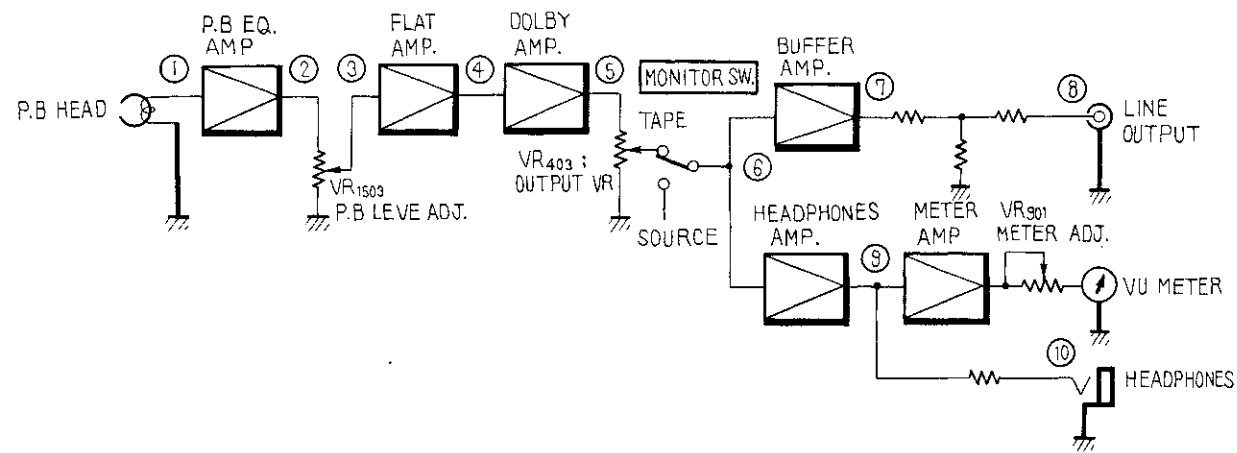 P.B EQ.
AMP
FLAT
AMP.
DOLBY
AMP.
BUFFER
AMP.
①
②
③
④
⑤
MONITOR SW.
⑦
⑧
P.B HEAD
TAPE
LINE
OUTPUT
VR1503
P.B LEVE ADJ.
VR403 :
OUTPUT VR
⑥
SOURCE
HEADPHONES
AMP.
⑨
METER
AMP
VR901
METER ADJ.
VU METER
⑩
HEADPHONES